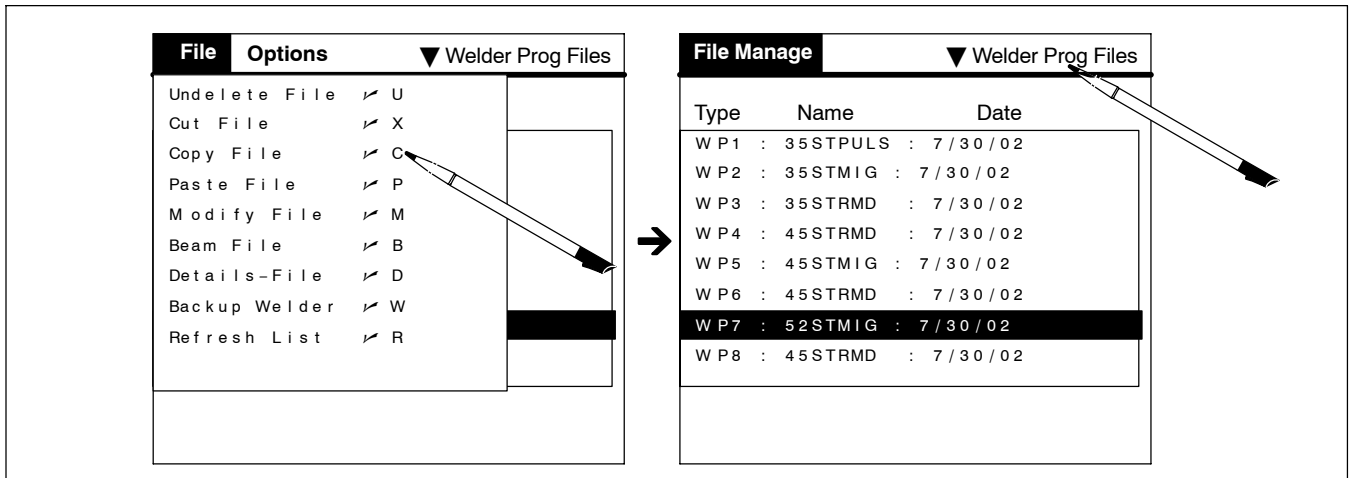 File Options ▼ Welder Prog Files
Undelete File U
Cut File X
Copy File C
Paste File P
Modify File M
Beam File B
Details-File D
Backup Welder W
Refresh List R
File Manage ▼ Welder Prog Files
Type Name Date
WP1 : 35STPULS : 7/30/02
WP2 : 35STMIG : 7/30/02
WP3 : 35STRMD : 7/30/02
WP4 : 45STRMD : 7/30/02
WP5 : 45STMIG : 7/30/02
WP6 : 45STRMD : 7/30/02
WP7 : 52STMIG : 7/30/02
WP8 : 45STRMD : 7/30/02